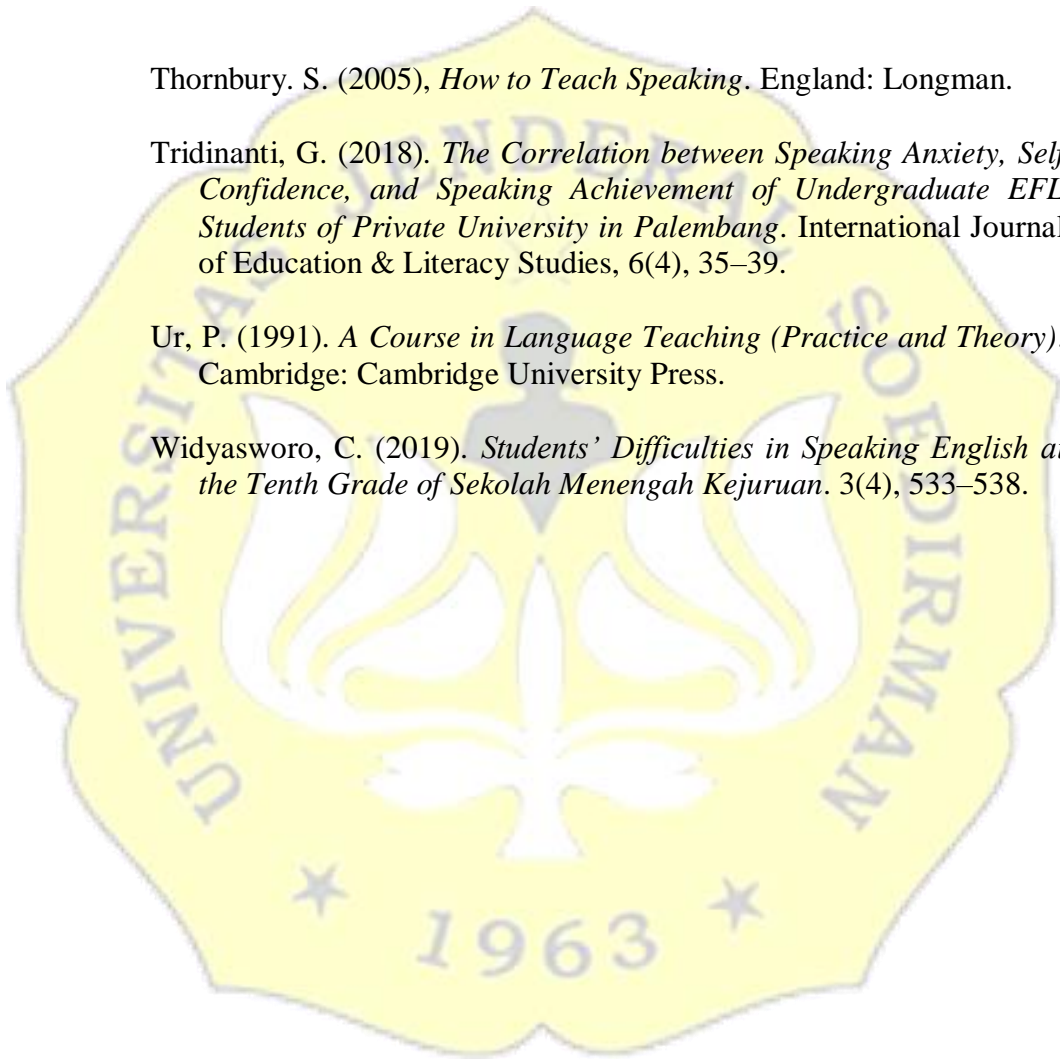 Thornbury. S. (2005), How to Teach Speaking. England: Longman.
Tridinanti, G. (2018). The Correlation between Speaking Anxiety, Self
Confidence, and Speaking Achievement of Undergraduate EFL
Students of Private University in Palembang. International Journal
of Education & Literacy Studies, 6(4), 35–39.
Ur, P. (1991). A Course in Language Teaching (Practice and Theory).
Cambridge: Cambridge University Press.
Widyasworo, C. (2019). Students’ Difficulties in Speaking English at
the Tenth Grade of Sekolah Menengah Kejuruan. 3(4), 533–538.
UNIVERSITAS JENDERAL SOEDIRMAN
1963